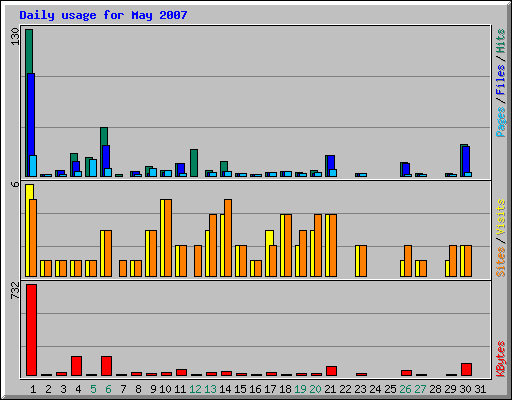 Daily usage for May 2007
130
Pages / Files / Hits
6
Sites / Visits
732
KBytes
1 2 3 4 5 6 7 8 9 10 11 12 13 14 15 16 17 18 19 20 21 22 23 24 25 26 27 28 29 30 31